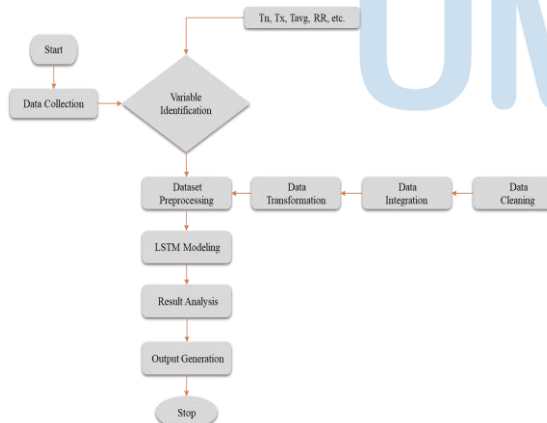 Tn, Tx, Tavg, RR, etc.
Start
Data Collection
Variable
Identification
Dataset
Preprocessing
Data
Transformation
Data
Integration
Data
Cleaning
LSTM Modeling
Result Analysis
Output Generation
Stop